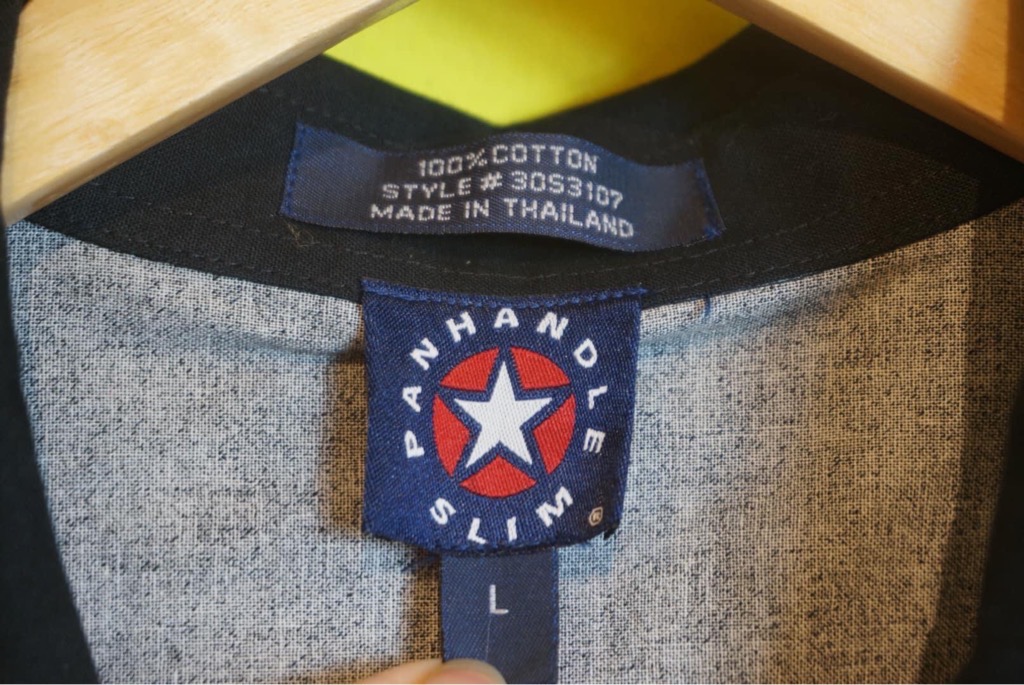 100% COTTON
STYLE # 30S3107
MADE IN THAILAND
PANHANDLE
SLIM ®
L